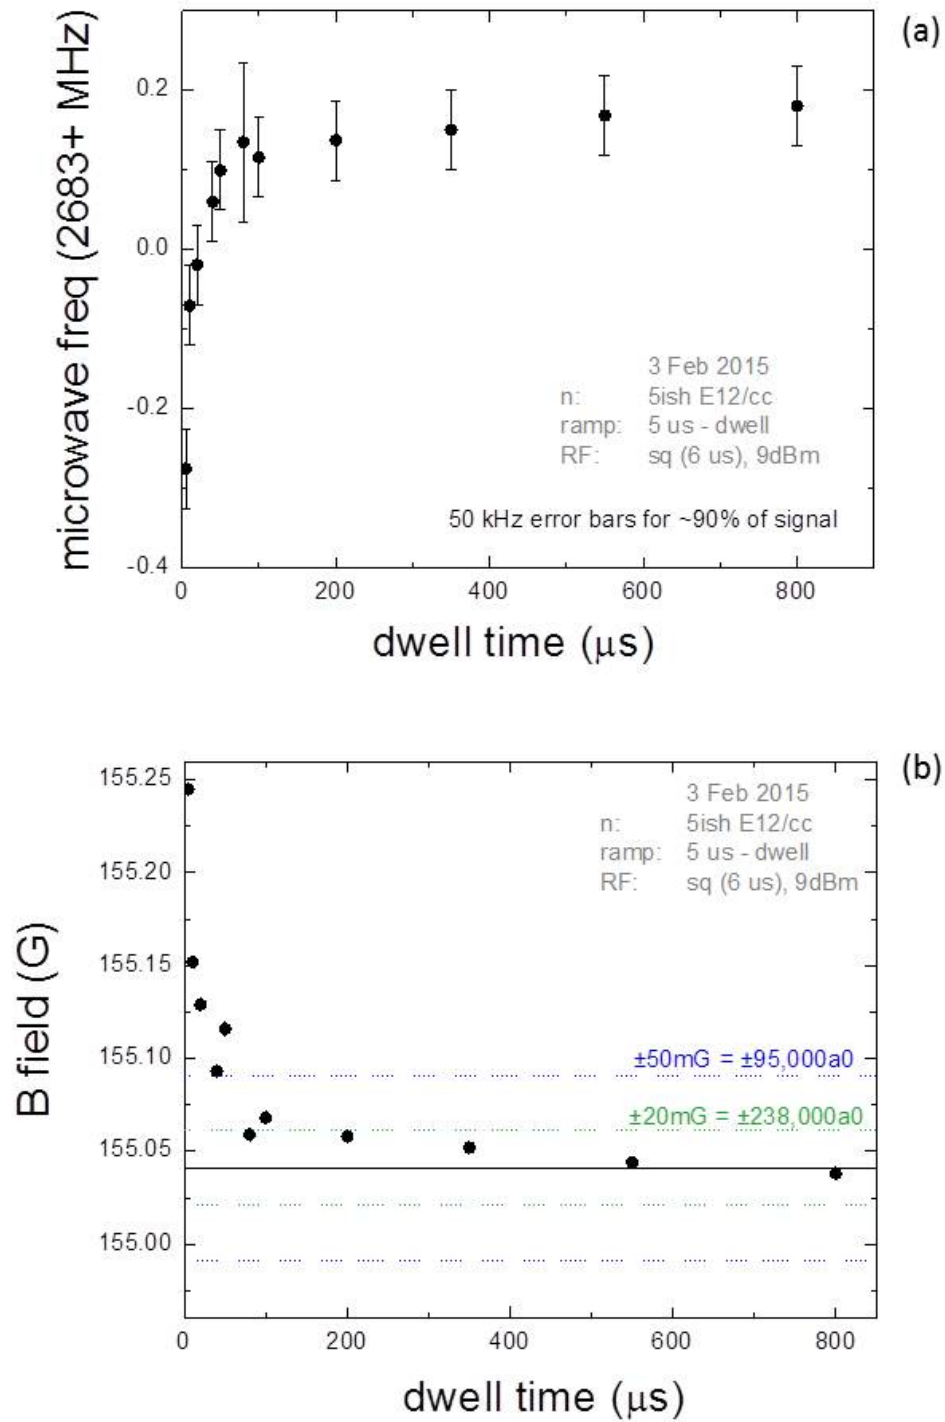 (a)
microwave freq (2683+ MHz)
0.2
0.0
-0.2
-0.4
3 Feb 2015
n: 5ish E12/cc
ramp: 5 us - dwell
RF: sq (6 us), 9dBm
50 kHz error bars for ~90% of signal
0 200 400 600 800
dwell time (μs)
(b)
B field (G)
155.25
155.20
155.15
155.10
155.05
155.00
3 Feb 2015
n: 5ish E12/cc
ramp: 5 us - dwell
RF: sq (6 us), 9dBm
±50mG = ±95,000a0
±20mG = ±238,000a0
0 200 400 600 800
dwell time (μs)